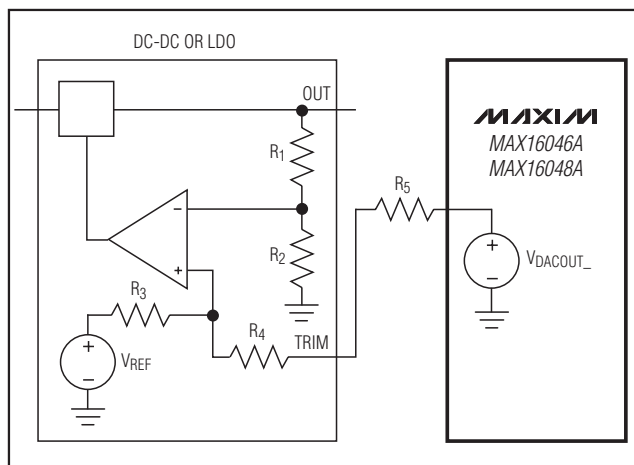 DC-DC OR LDO
OUT
MAXIM
MAX16046A
MAX16048A
R1
R5
−
R2
+
VDACOUT_
−
+
R3
R4
TRIM
+
VREF
−